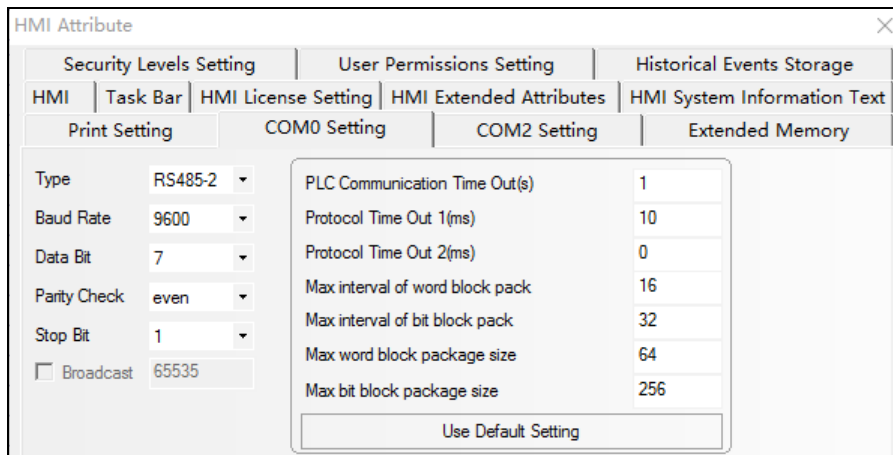 HMI Attribute
Security Levels Setting User Permissions Setting Historical Events Storage
HMI Task Bar HMI License Setting HMI Extended Attributes HMI System Information Text
Print Setting COM0 Setting COM2 Setting Extended Memory
Type RS485-2
Baud Rate 9600
Data Bit 7
Parity Check even
Stop Bit 1
Broadcast 65535
PLC Communication Time Out(s) 1
Protocol Time Out 1(ms) 10
Protocol Time Out 2(ms) 0
Max interval of word block pack 16
Max interval of bit block pack 32
Max word block package size 64
Max bit block package size 256
Use Default Setting